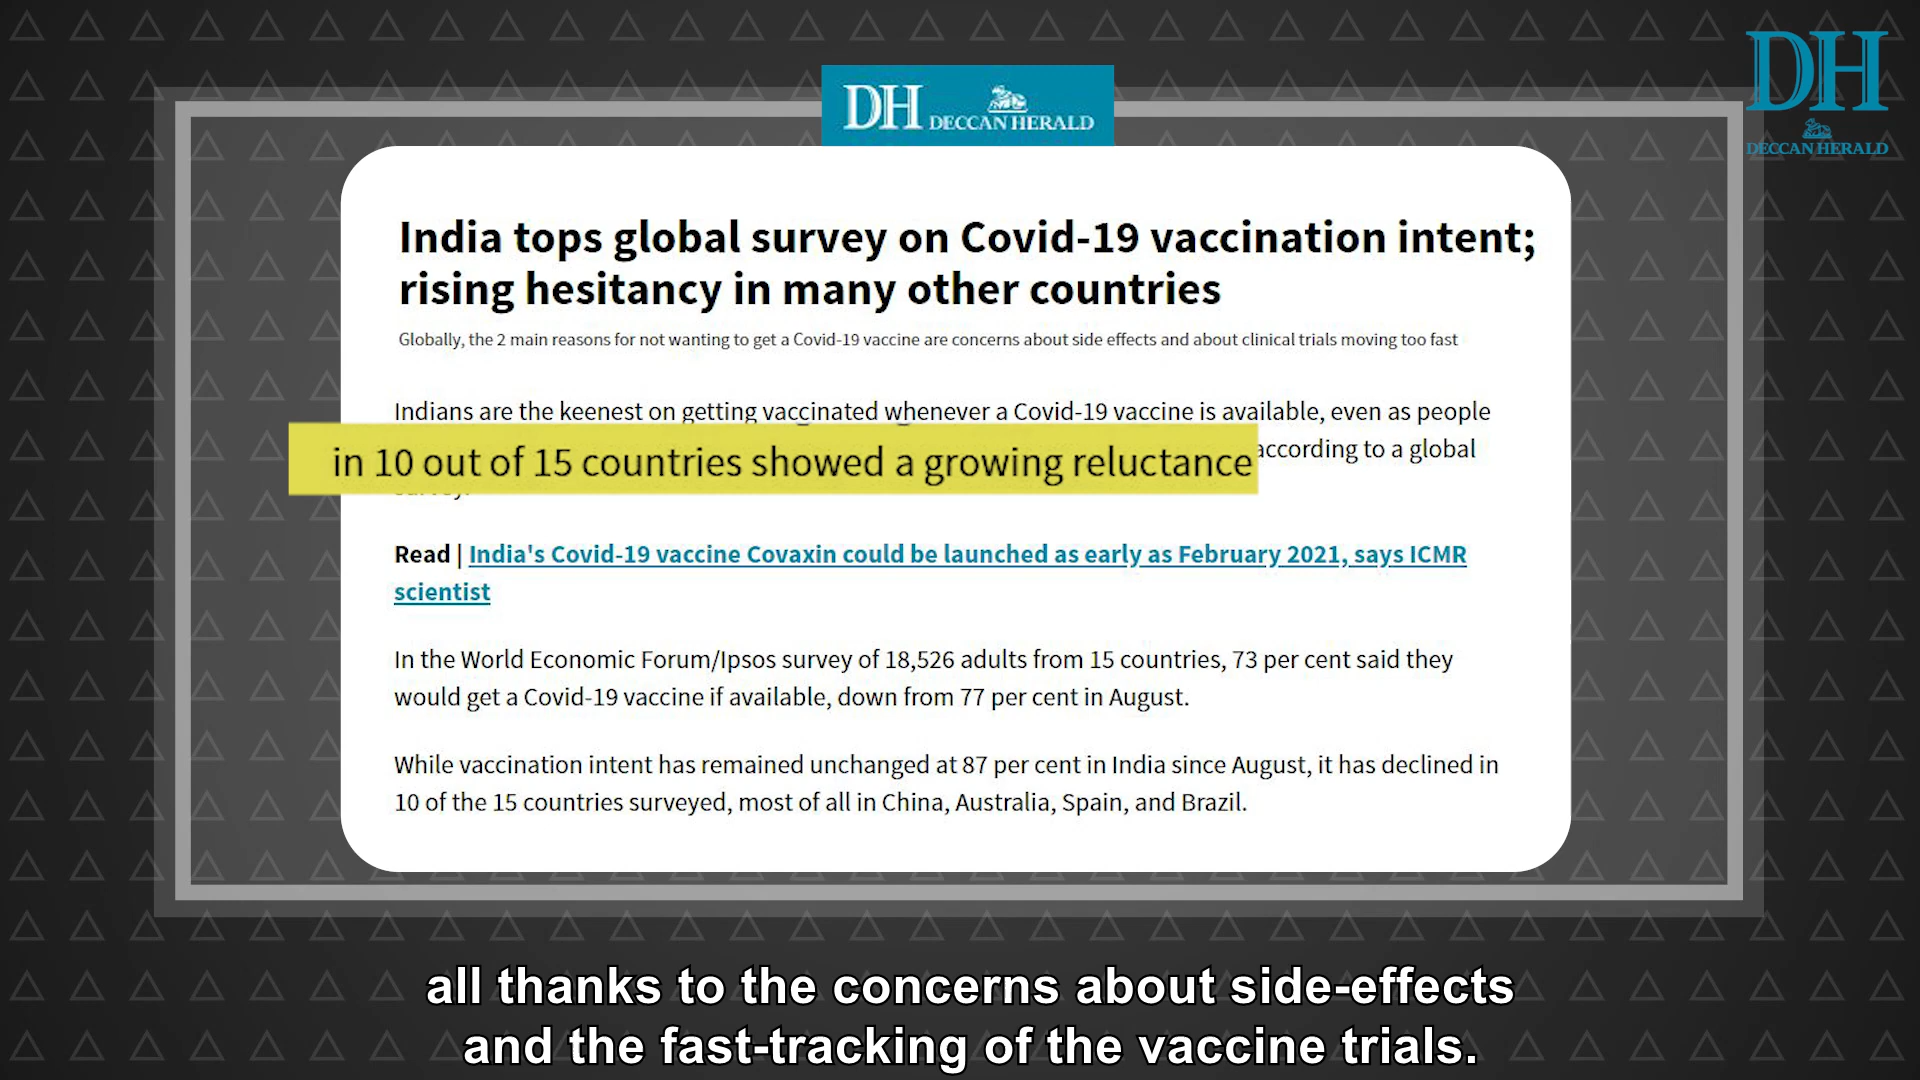 DH DECCAN HERALD
DH
DECCAN HERALD
India tops global survey on Covid-19 vaccination intent;
rising hesitancy in many other countries
Globally, the 2 main reasons for not wanting to get a Covid-19 vaccine are concerns about side effects and about clinical trials moving too fast
Indians are the keenest on getting vaccinated whenever a Covid-19 vaccine is available, even as people
in 10 out of 15 countries showed a growing reluctance
according to a global
Read | India's Covid-19 vaccine Covaxin could be launched as early as February 2021, says ICMR
scientist
In the World Economic Forum/Ipsos survey of 18,526 adults from 15 countries, 73 per cent said they
would get a Covid-19 vaccine if available, down from 77 per cent in August.
While vaccination intent has remained unchanged at 87 per cent in India since August, it has declined in
10 of the 15 countries surveyed, most of all in China, Australia, Spain, and Brazil.
all thanks to the concerns about side-effects
and the fast-tracking of the vaccine trials.